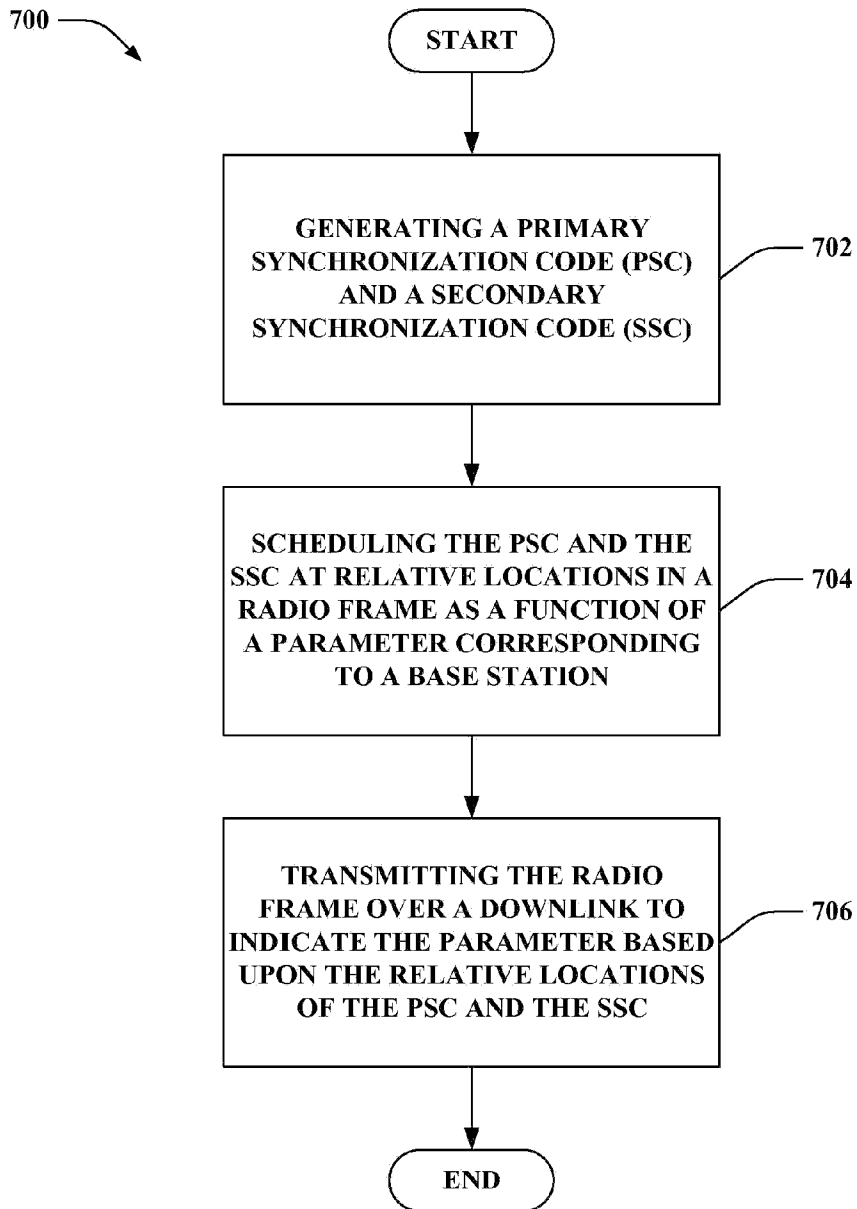 700
START
GENERATING A PRIMARY
SYNCHRONIZATION CODE (PSC)
AND A SECONDARY
SYNCHRONIZATION CODE (SSC)
702
SCHEDULING THE PSC AND THE
SSC AT RELATIVE LOCATIONS IN A
RADIO FRAME AS A FUNCTION OF
A PARAMETER CORRESPONDING
TO A BASE STATION
704
TRANSMITTING THE RADIO
FRAME OVER A DOWNLINK TO
INDICATE THE PARAMETER BASED
UPON THE RELATIVE LOCATIONS
OF THE PSC AND THE SSC
706
END